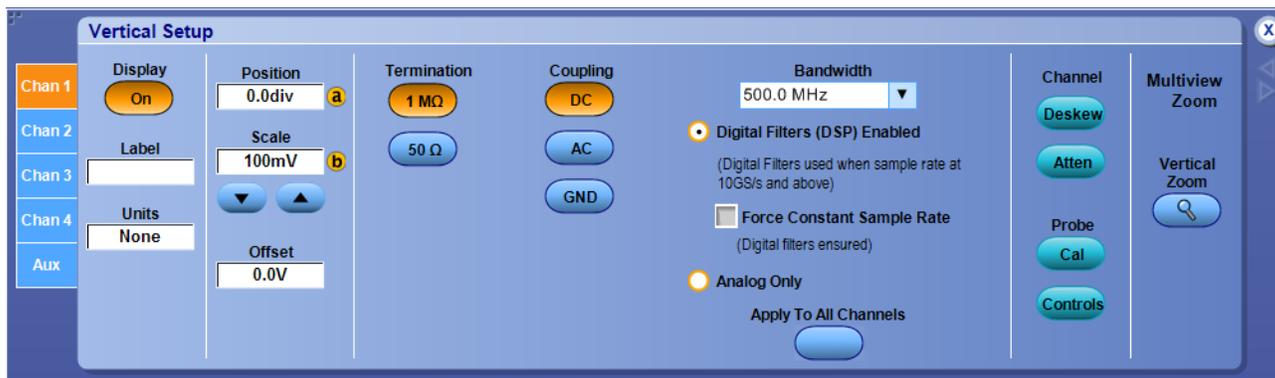 Vertical Setup
X
Chan 1
Chan 2
Chan 3
Chan 4
Aux
Display
On
Label
Units
None
Position
0.0div
a
Scale
100mV
b
Offset
0.0V
Termination
1 MΩ
50 Ω
Coupling
DC
AC
GND
Bandwidth
500.0 MHz
Digital Filters (DSP) Enabled
(Digital Filters used when sample rate at
10GS/s and above)
Force Constant Sample Rate
(Digital filters ensured)
Analog Only
Apply To All Channels
Channel
Deskew
Atten
Probe
Cal
Controls
Multiview
Zoom
Vertical
Zoom